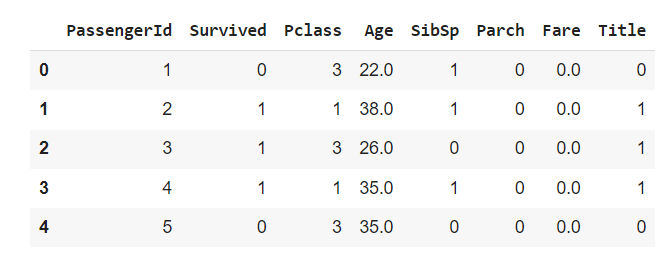 PassengerId Survived Pclass Age SibSp Parch Fare Title
0 1 0 3 22.0 1 0 0.0 0
1 2 1 1 38.0 1 0 0.0 1
2 3 1 3 26.0 0 0 0.0 1
3 4 1 1 35.0 1 0 0.0 1
4 5 0 3 35.0 0 0 0.0 0